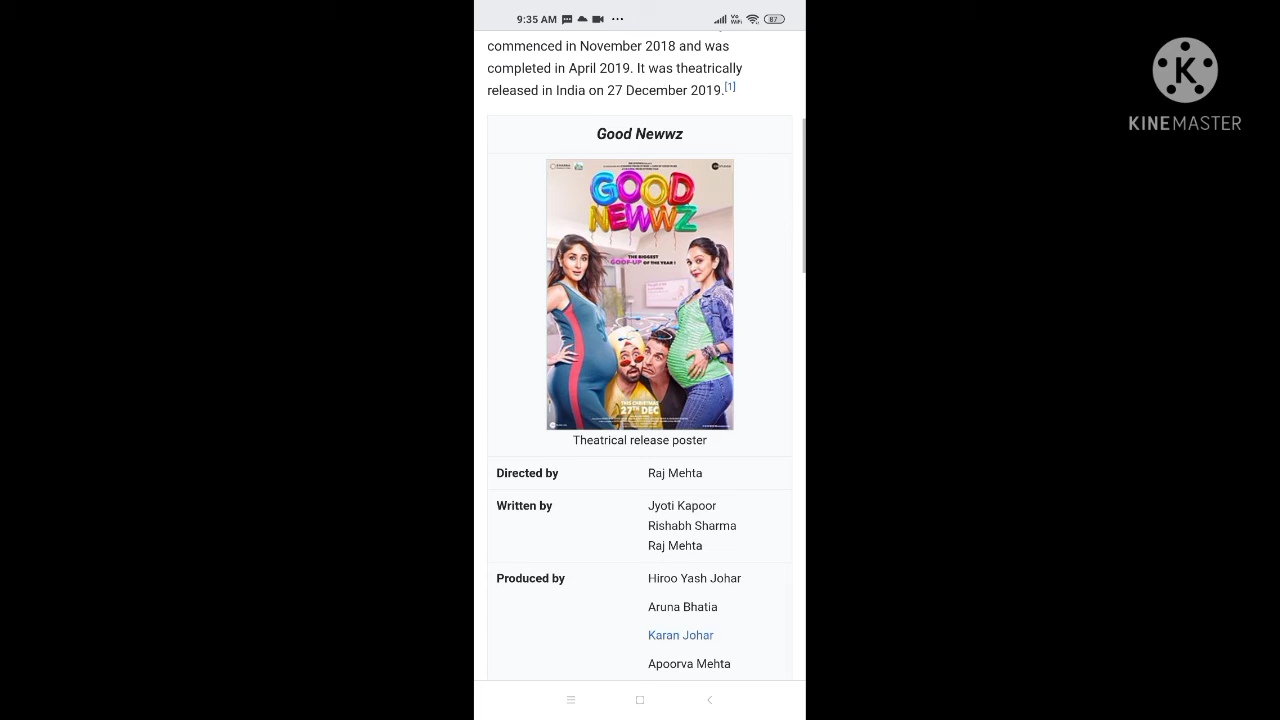 9:35 AM
Vo
WiFi
87
commenced in November 2018 and was
completed in April 2019. It was theatrically
released in India on 27 December 2019.[1]
K
KINEMASTER
Good Newwz
GOOD
NEWWZ
THE BIGGEST
GOOF-UP OF THE YEAR!
THIS CHRISTMAS
27TH DEC
Theatrical release poster
Directed by
Raj Mehta
Written by
Jyoti Kapoor
Rishabh Sharma
Raj Mehta
Produced by
Hiroo Yash Johar
Aruna Bhatia
Karan Johar
Apoorva Mehta